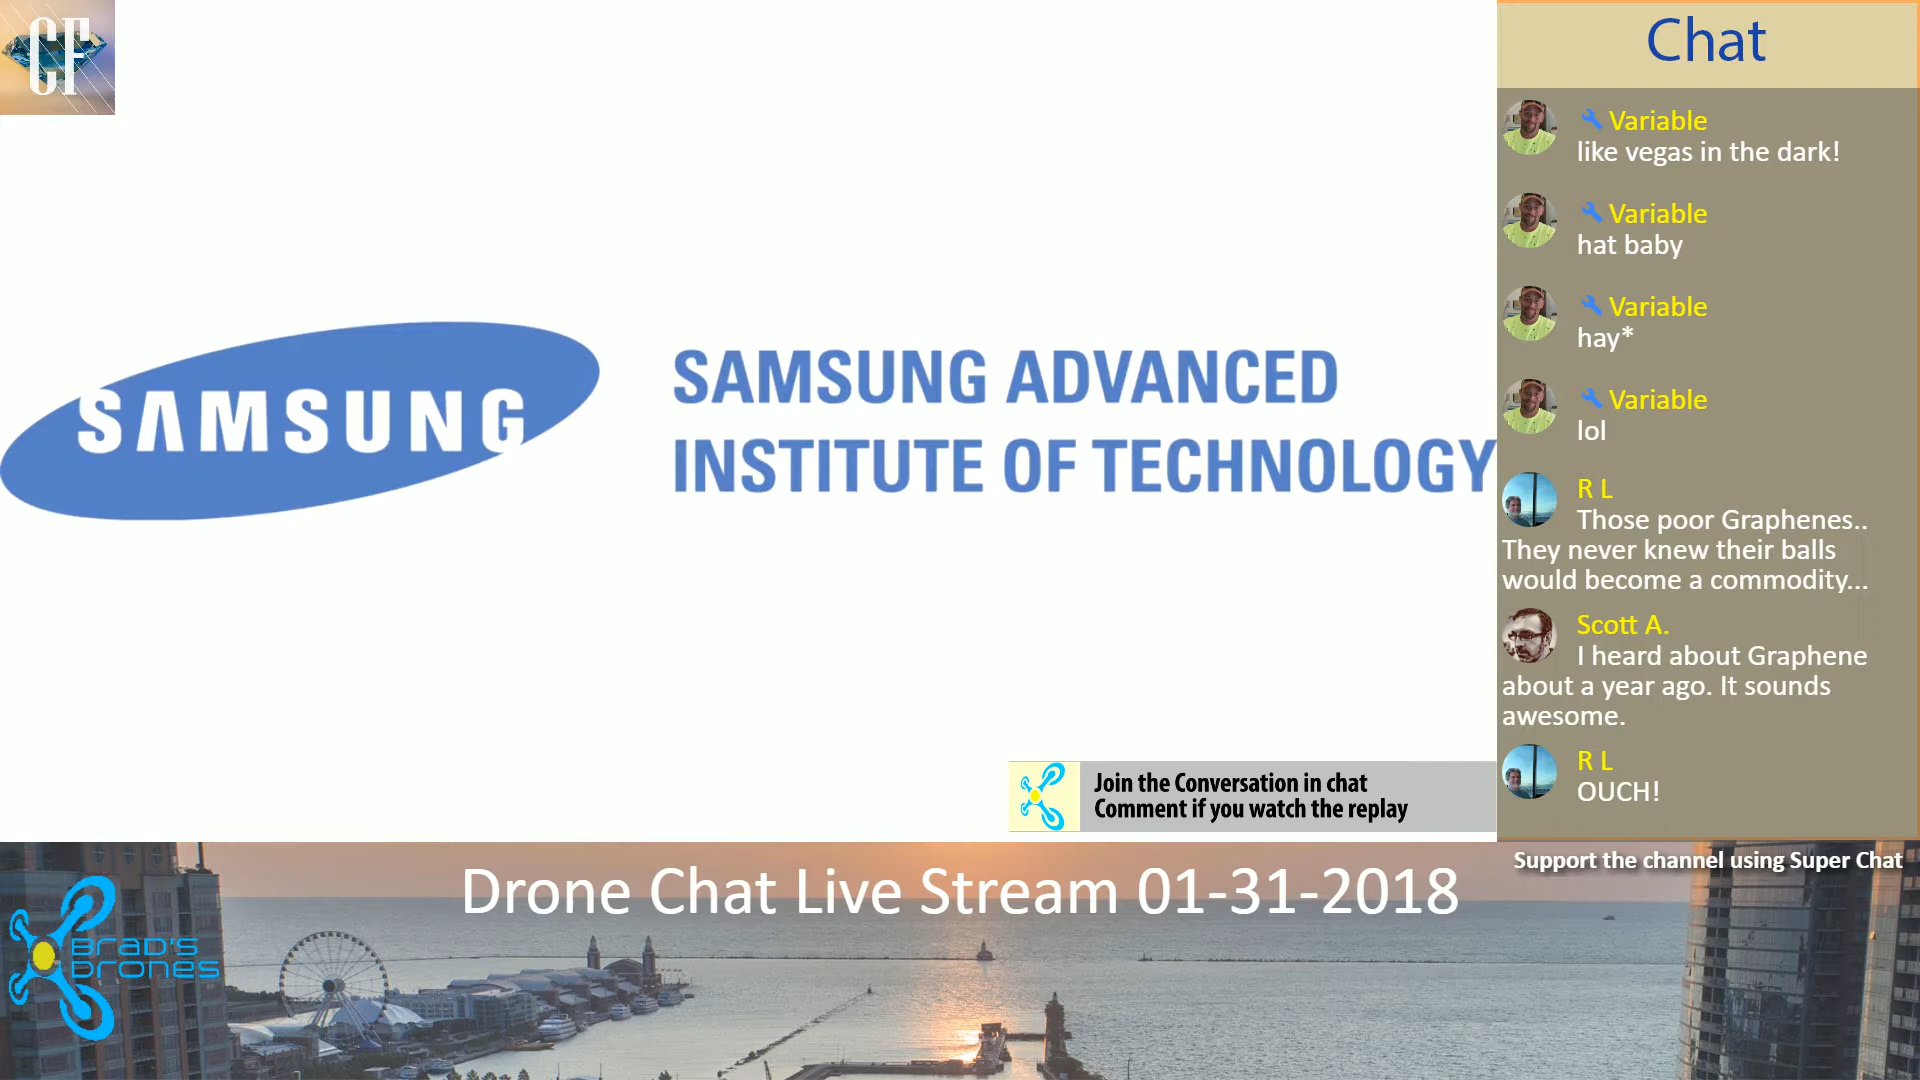 CF
SAMSUNG
SAMSUNG ADVANCED
INSTITUTE OF TECHNOLOGY
Join the Conversation in chat
Comment if you watch the replay
Chat
Variable
like vegas in the dark!
Variable
hat baby
Variable
hay*
Variable
lol
R L
Those poor Graphenes..
They never knew their balls
would become a commodity...
Scott A.
I heard about Graphene
about a year ago. It sounds
awesome.
R L
OUCH!
Support the channel using Super Chat
Drone Chat Live Stream 01-31-2018
Brad's
Drones